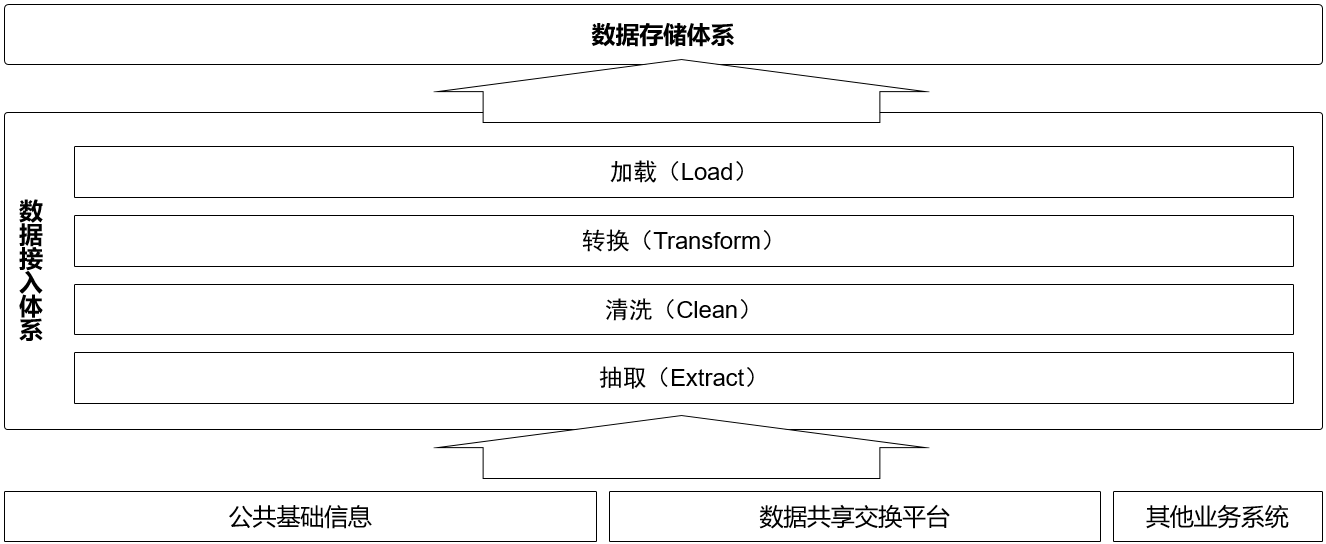 数据存储体系
数据接入体系
加载（Load）
转换（Transform）
清洗（Clean）
抽取（Extract）
公共基础信息
数据共享交换平台
其他业务系统